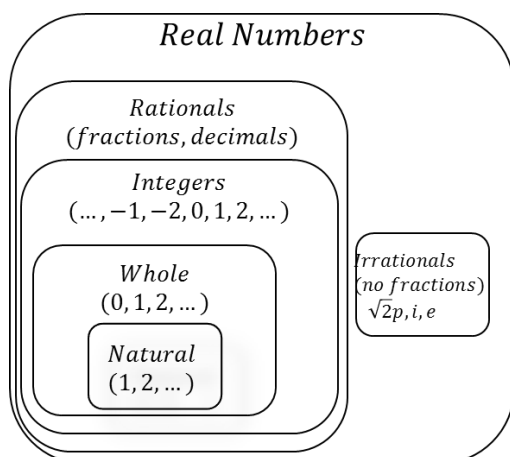 Real Numbers
Rationals
(fractions, decimals)
Integers
(..., −1, −2, 0, 1, 2, ...)
Whole
(0, 1, 2, ...)
Natural
(1, 2, ...)
Irrationals
(no fractions)
√2p, i, e